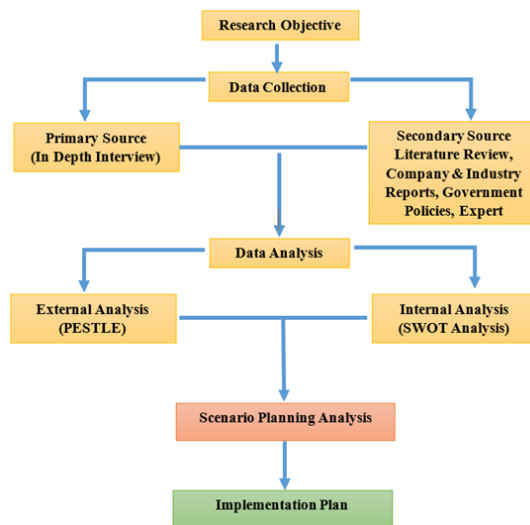 Research Objective
Data Collection
Primary Source
(In Depth Interview)
Secondary Source
Literature Review,
Company & Industry
Reports, Government
Policies, Expert
Data Analysis
External Analysis
(PESTLE)
Internal Analysis
(SWOT Analysis)
Scenario Planning Analysis
Implementation Plan